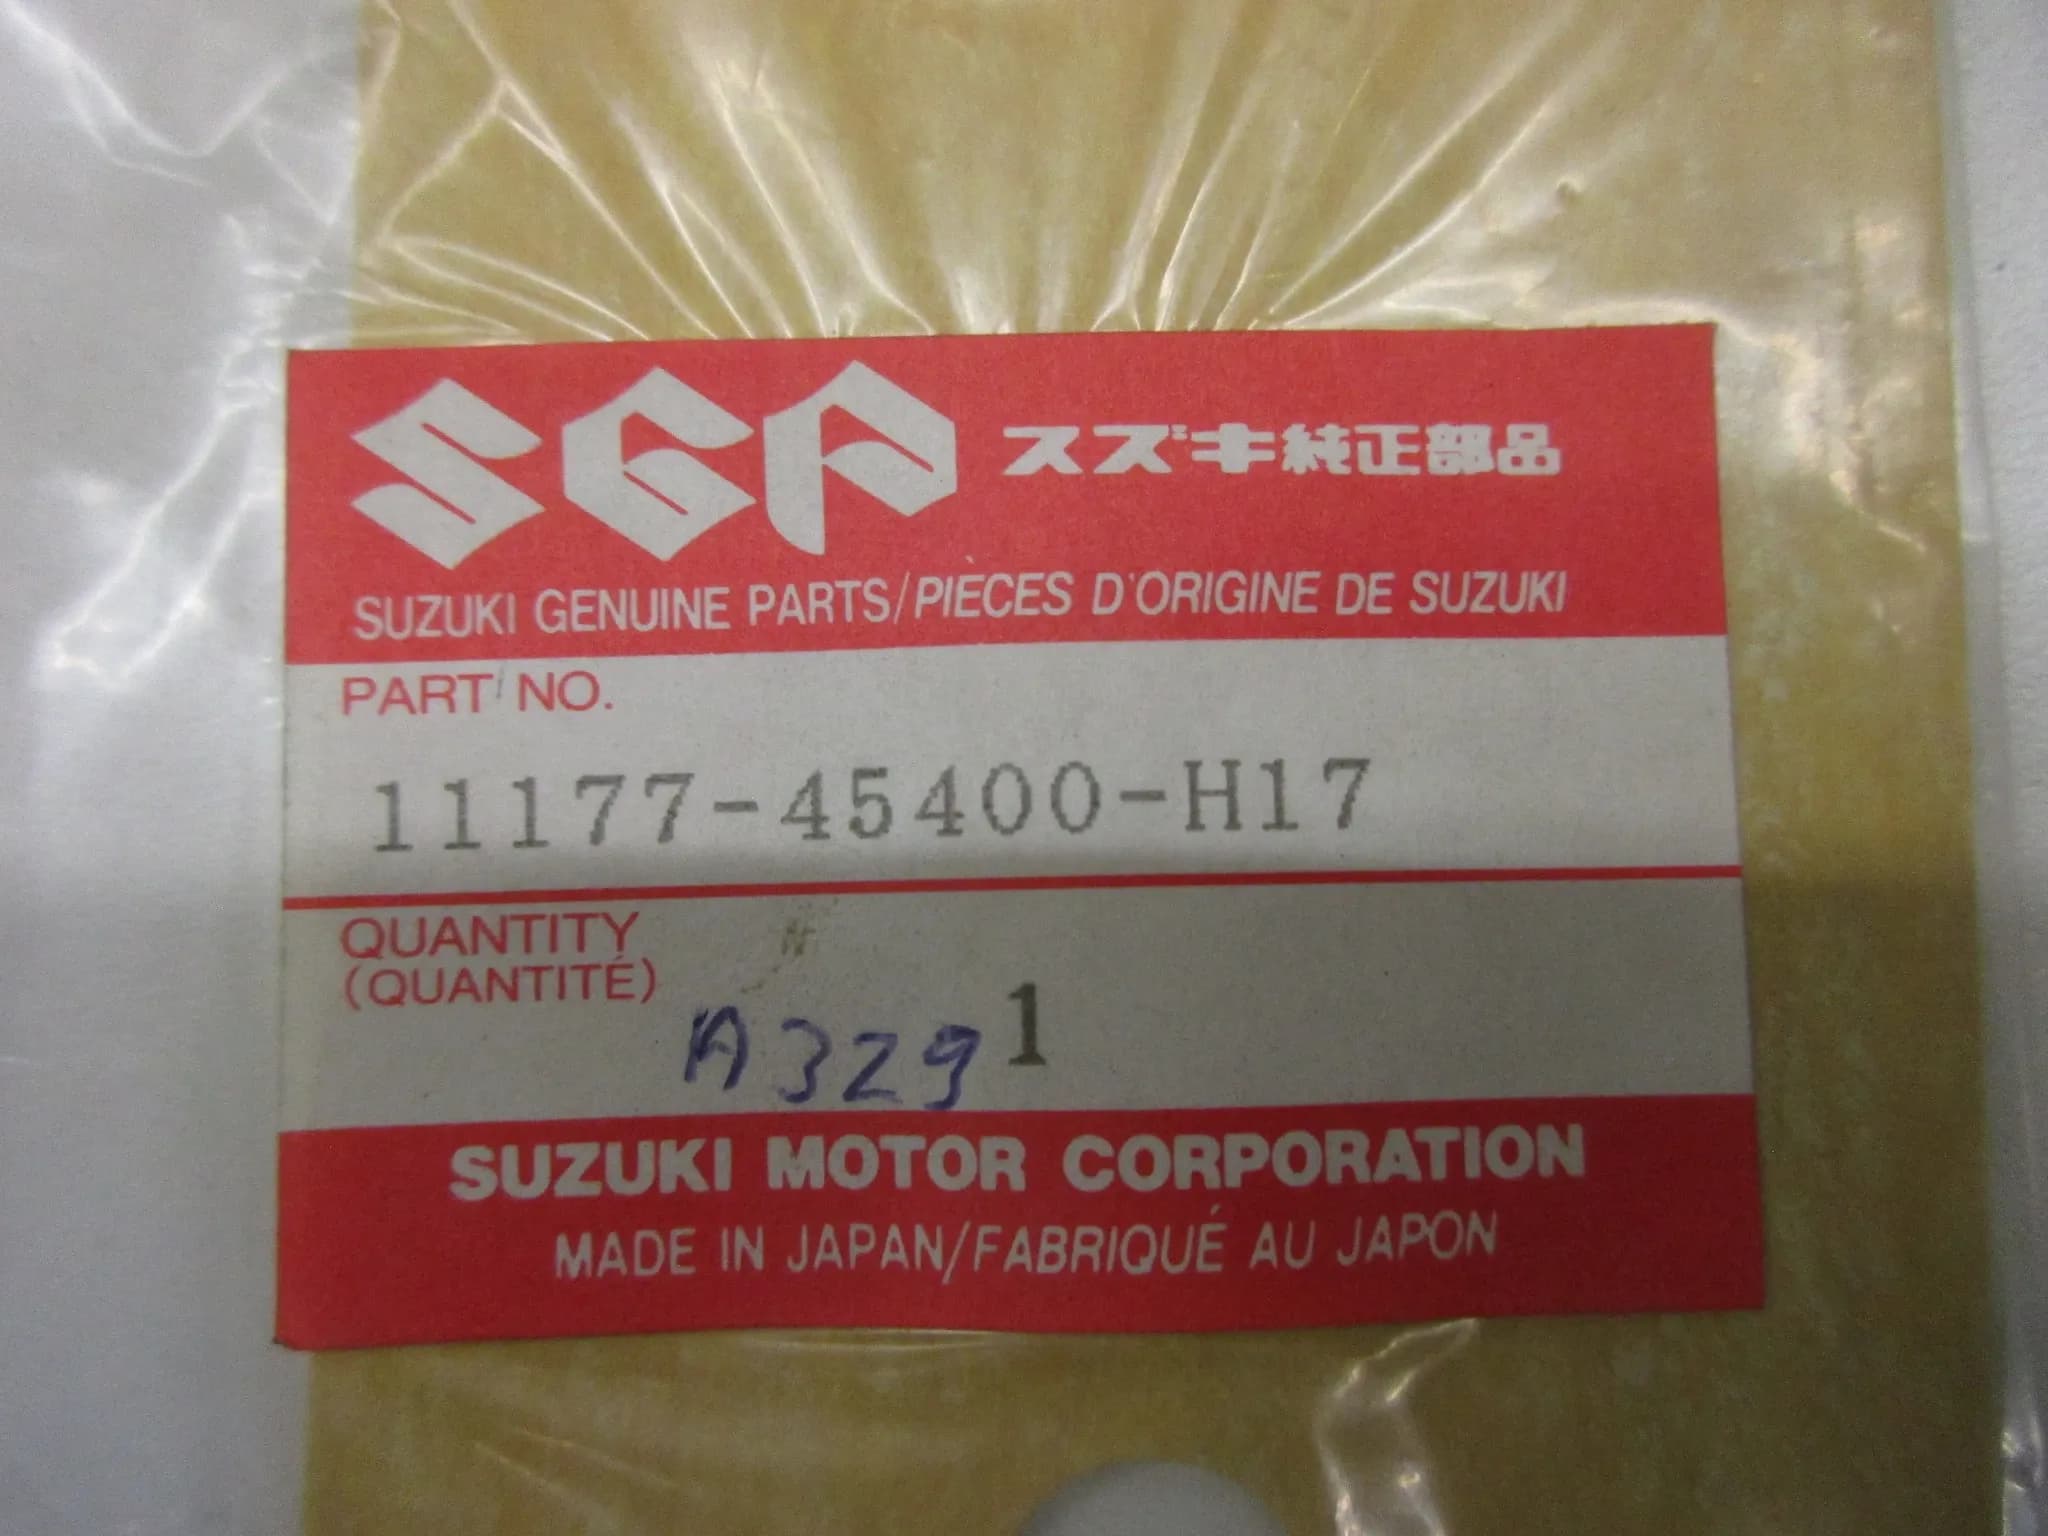 SGP スズキ純正部品
SUZUKI GENUINE PARTS/PIÈCES D'ORIGINE DE SUZUKI
PART NO.
11177-45400-H17
QUANTITY
(QUANTITÉ)
A329 1
SUZUKI MOTOR CORPORATION
MADE IN JAPAN/FABRIQUÉ AU JAPON